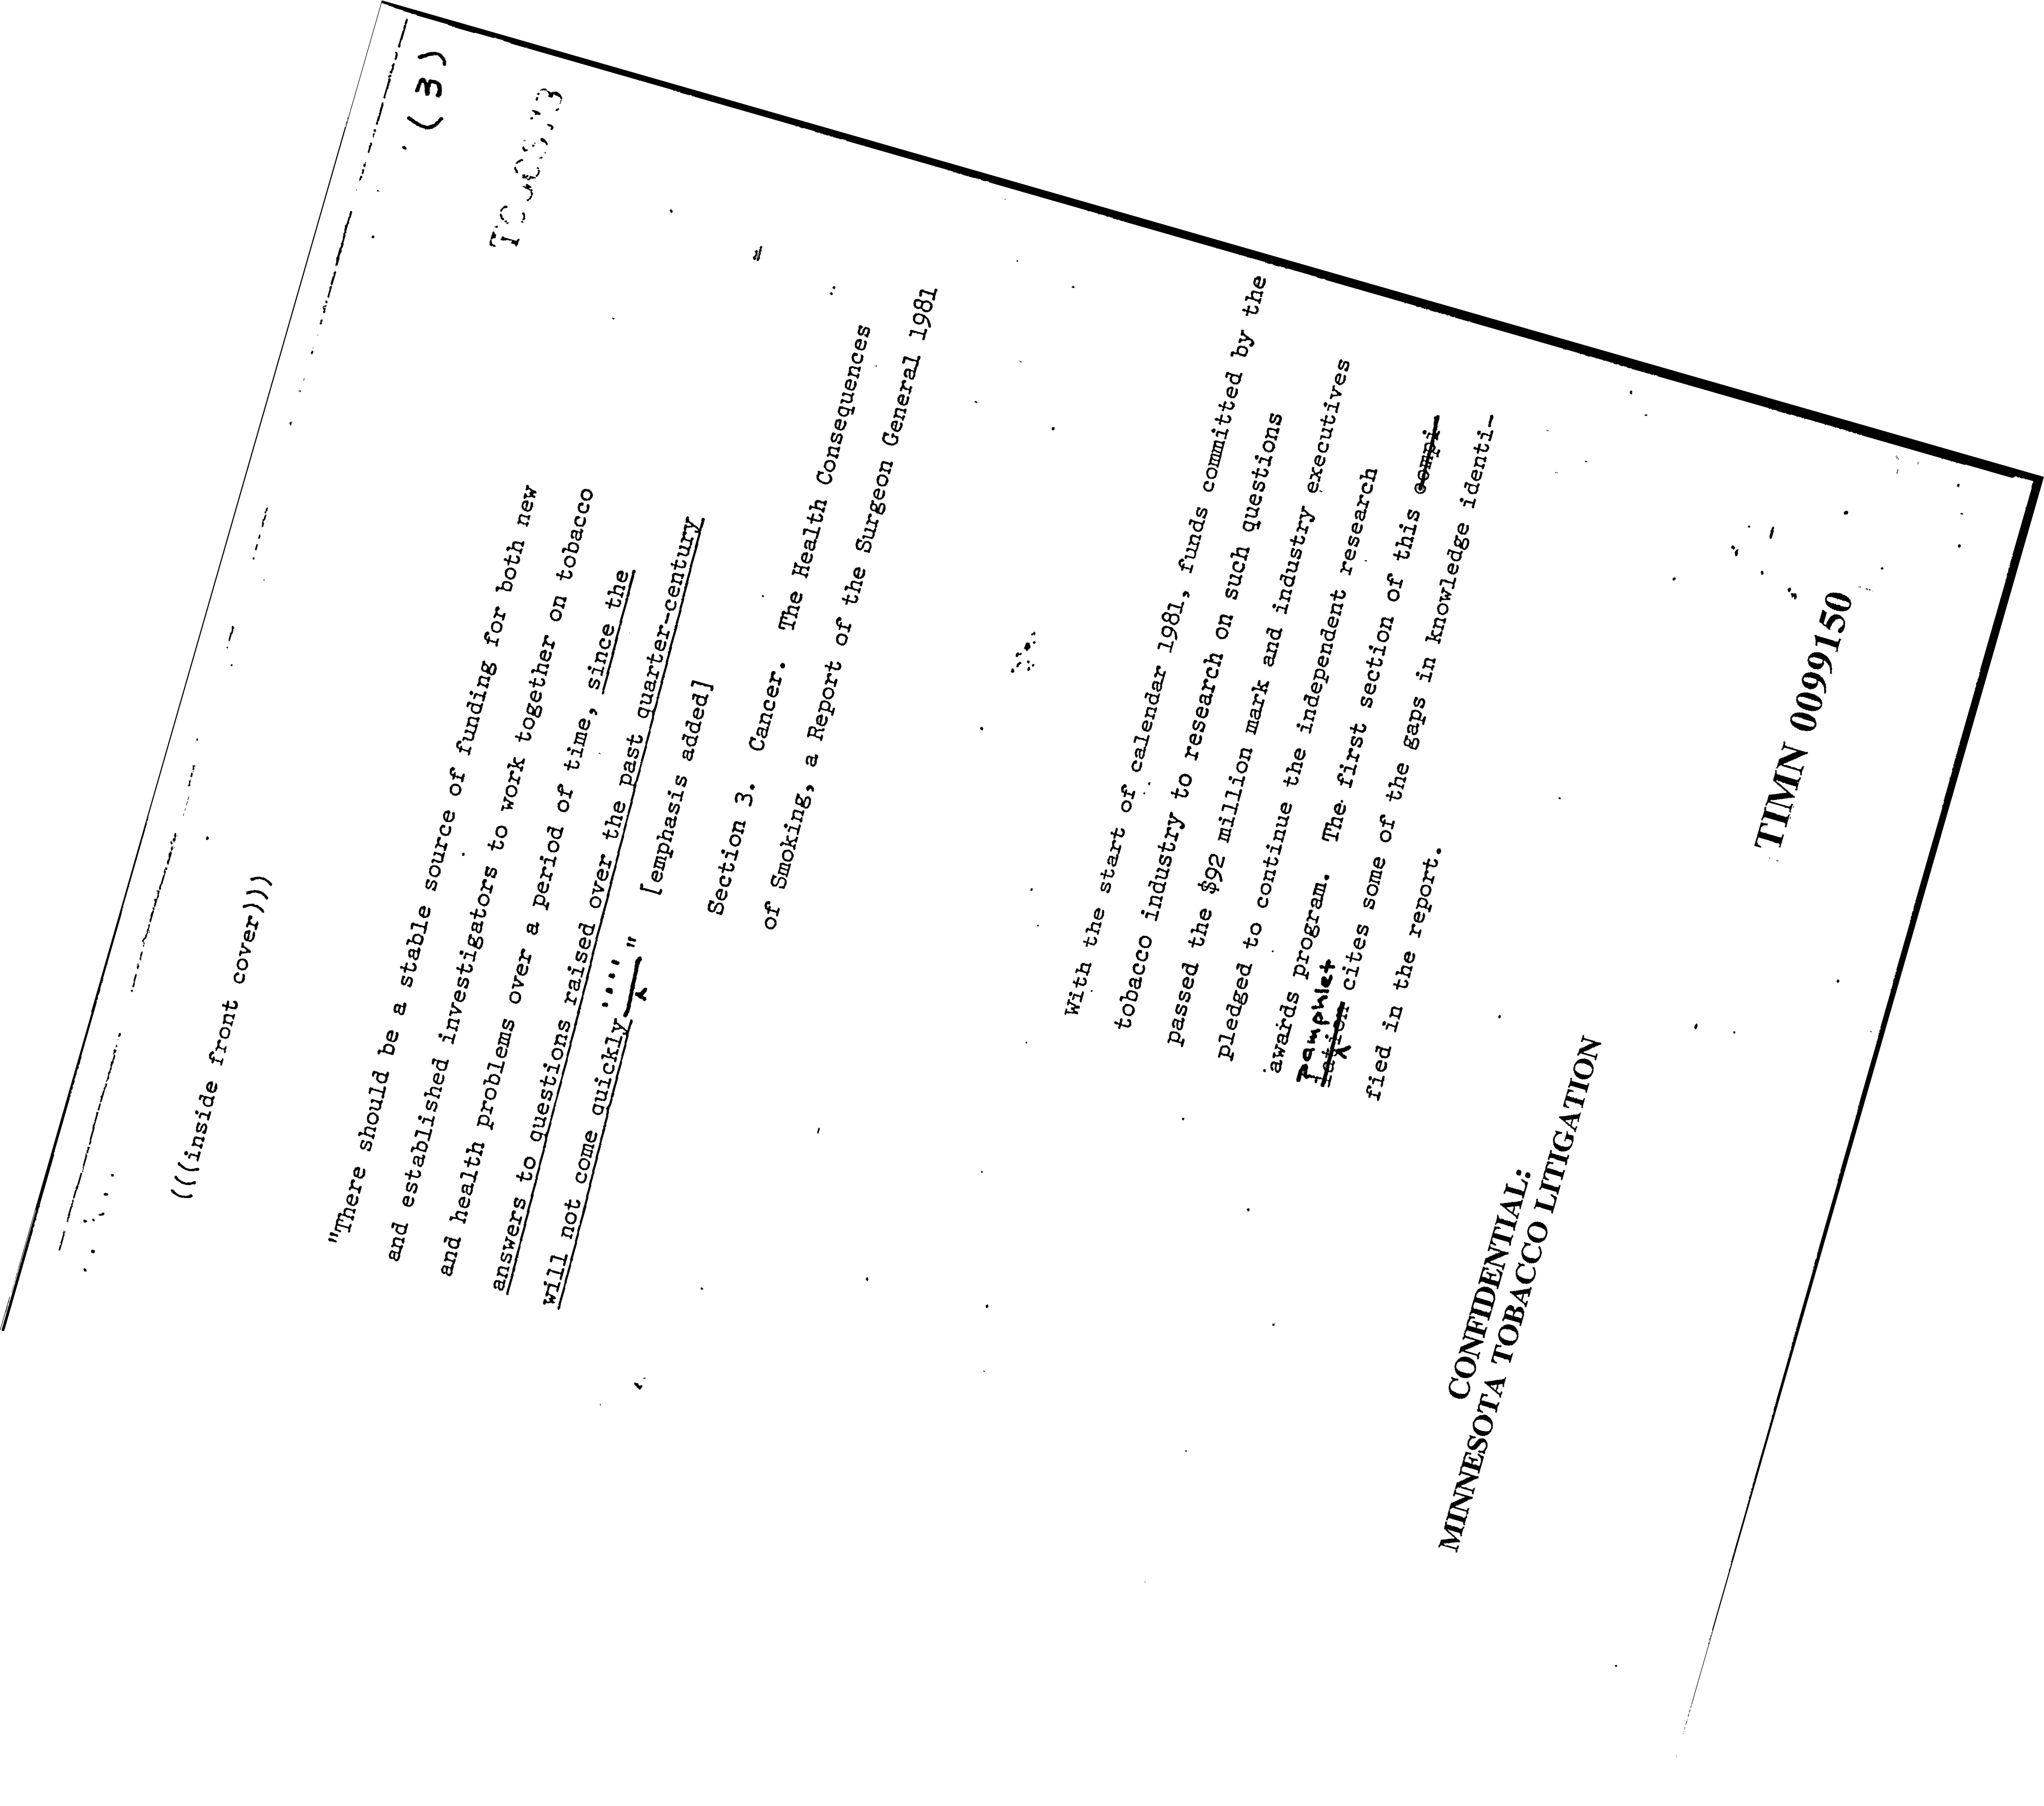 (3)
(((inside front cover)))
"There should be a stable source of funding for both new
and established investigators to work together on tobacco
and health problems over a period of time, since the
answers to questions raised over the past quarter-century
will not come quickly...."
[emphasis added]
Section 3. Cancer. The Health Consequences
of Smoking, a Report of the Surgeon General 1981
With the start of calendar 1981, funds committed by the
tobacco industry to research on such questions
passed the $92 million mark and industry executives
pledged to continue the independent research
awards program. The first section of this compi-
Pamphlet
lation cites some of the gaps in knowledge identi-
fied in the report.
CONFIDENTIAL:
MINNESOTA TOBACCO LITIGATION
TIMN 0099150